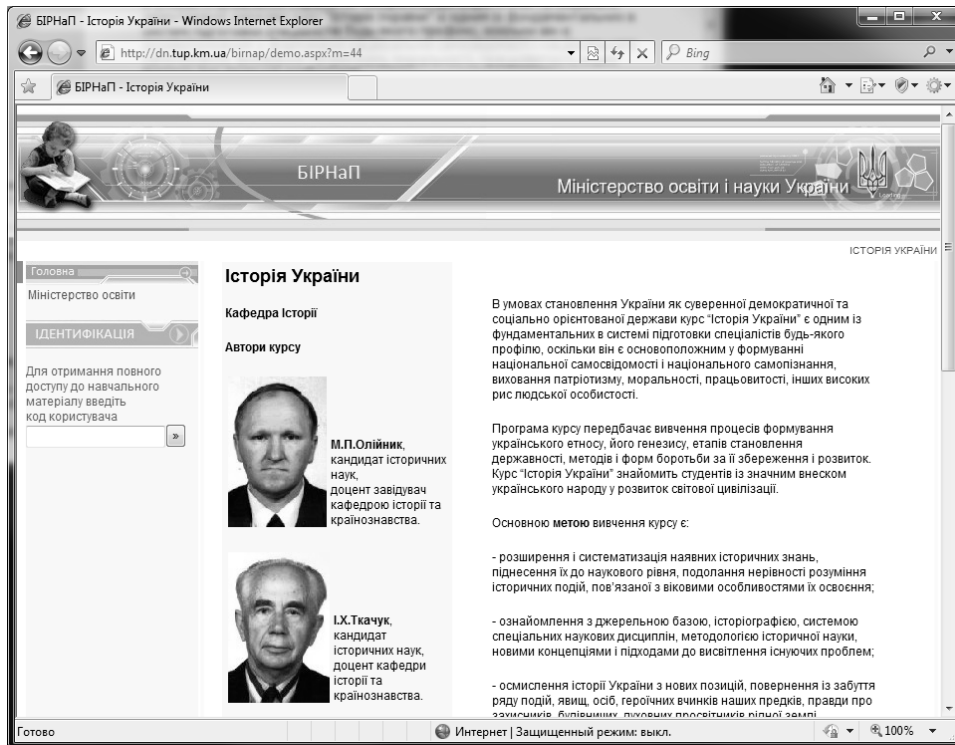 БІРНаП - Історія України - Windows Internet Explorer
http://dn.tup.km.ua/birnap/demo.aspx?m=44
Bing
БІРНаП - Історія України
БІРНаП
Міністерство освіти і науки України
ІСТОРІЯ УКРАЇНИ
Головна
Міністерство освіти
ІДЕНТИФІКАЦІЯ
Для отримання повного
доступу до навчального
матеріалу введіть
код користувача
»
Історія України
Кафедра Історії
Автори курсу
М.П.Олійник,
кандидат історичних
наук,
доцент завідувач
кафедрою історії та
країнознавства.
І.Х.Ткачук,
кандидат
історичних наук,
доцент кафедри
історії та
країнознавства.
В умовах становлення України як суверенної демократичної та
соціально орієнтованої держави курс “Історія України” є одним із
фундаментальних в системі підготовки спеціалістів будь-якого
профілю, оскільки він є основоположним у формуванні
національної самосвідомості і національного самопізнання,
виховання патріотизму, моральності, працьовитості, інших високих
рис людської особистості.
Програма курсу передбачає вивчення процесів формування
українського етносу, його генезису, етапів становлення
державності, методів і форм боротьби за її збереження і розвиток.
Курс “Історія України” знайомить студентів із значним внеском
українського народу у розвиток світової цивілізації.
Основною метою вивчення курсу є:
- розширення і систематизація наявних історичних знань,
піднесення їх до наукового рівня, подолання нерівності розуміння
історичних подій, пов’язаної з віковими особливостями їх освоєння;
- ознайомлення з джерельною базою, історіографією, системою
спеціальних наукових дисциплін, методологією історичної науки,
новими концепціями і підходами до висвітлення існуючих проблем;
- осмислення історії України з нових позицій, повернення із забуття
ряду подій, явищ, осіб, героїчних вчинків наших предків, правди про
захисників, будівничих, духовних просвітників рідної землі
Готово
Интернет | Защищенный режим: выкл.
100%